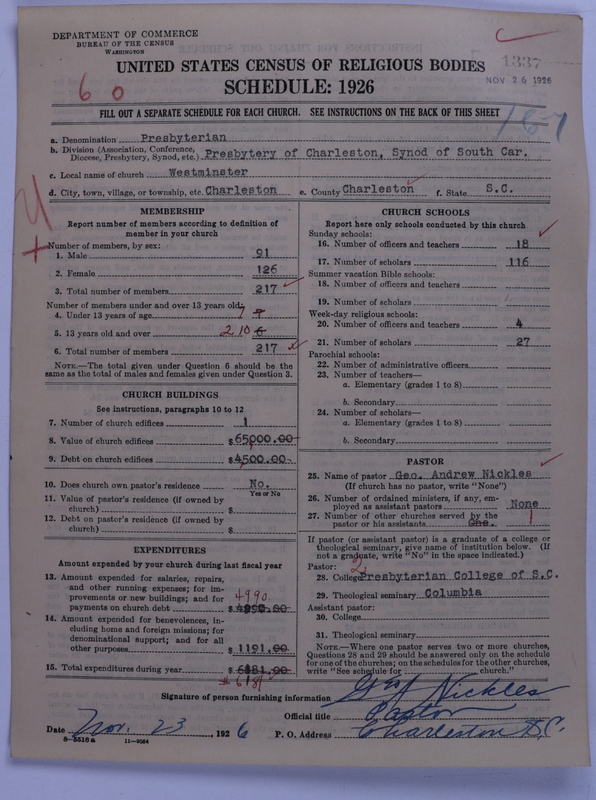 DEPARTMENT OF COMMERCE
BUREAU OF THE CENSUS
WASHINGTON
1337
NOV 26 1926
UNITED STATES CENSUS OF RELIGIOUS BODIES
SCHEDULE: 1926
6 0
FILL OUT A SEPARATE SCHEDULE FOR EACH CHURCH. SEE INSTRUCTIONS ON THE BACK OF THIS SHEET
167
a. Denomination Presbyterian
b. Division (Association, Conference, Diocese, Presbytery, Synod, etc.) Presbytery of Charleston, Synod of South Car.
c. Local name of church Westminster
d. City, town, village, or township, etc. Charleston e. County Charleston f. State S.C.
MEMBERSHIP
Report number of members according to definition of
member in your church
Number of members, by sex:
1. Male 91
2. Female 126
3. Total number of members 217
Number of members under and over 13 years old:
4. Under 13 years of age 7
5. 13 years old and over 210
6. Total number of members 217
NOTE.—The total given under Question 6 should be the
same as the total of males and females given under Question 3.
CHURCH BUILDINGS
See instructions, paragraphs 10 to 12
7. Number of church edifices 1
8. Value of church edifices $65000.00
9. Debt on church edifices $4500.00
10. Does church own pastor's residence No.
Yes or No
11. Value of pastor's residence (if owned by
church) $
12. Debt on pastor's residence (if owned by
church) $
EXPENDITURES
Amount expended by your church during last fiscal year
13. Amount expended for salaries, repairs,
and other running expenses; for im-
provements or new buildings; and for 4990
payments on church debt $4990.00
14. Amount expended for benevolences, in-
cluding home and foreign missions; for
denominational support; and for all
other purposes $1191.00
15. Total expenditures during year $6181.00
$6181
CHURCH SCHOOLS
Report here only schools conducted by this church
Sunday schools:
16. Number of officers and teachers 18
17. Number of scholars 116
Summer vacation Bible schools:
18. Number of officers and teachers
19. Number of scholars
Week-day religious schools:
20. Number of officers and teachers 4
21. Number of scholars 27
Parochial schools:
22. Number of administrative officers
23. Number of teachers—
a. Elementary (grades 1 to 8)
b. Secondary
24. Number of scholars—
a. Elementary (grades 1 to 8)
b. Secondary
PASTOR
25. Name of pastor Geo. Andrew Nickles
(If church has no pastor, write "None")
26. Number of ordained ministers, if any, em-
ployed as assistant pastors None
27. Number of other churches served by the
pastor or his assistants One. 1
If pastor (or assistant pastor) is a graduate of a college or
theological seminary, give name of institution below. (If
not a graduate, write "No" in the space indicated.)
Pastor: 2
28. College Presbyterian College of S.C.
29. Theological seminary Columbia
Assistant pastor:
30. College
31. Theological seminary
NOTE.—Where one pastor serves two or more churches,
Questions 28 and 29 should be answered only on the schedule
for one of the churches; on the schedules for the other churches,
write "See schedule for church."
Signature of person furnishing information Nickles
Official title Pastor
Date Nov. 23, 1926 P. O. Address Charleston S.C.
8-5518a 11-9084